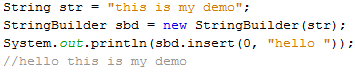 String str = "this is my demo";
StringBuilder sbd = new StringBuilder(str);
System.out.println(sbd.insert(0, "hello "));
//hello this is my demo